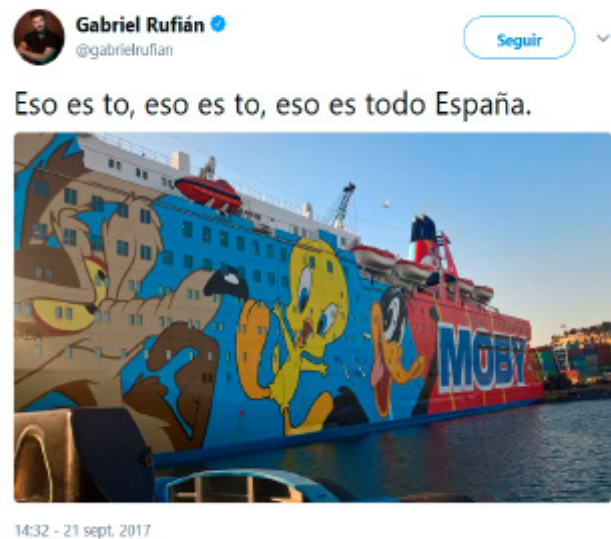 Gabriel Rufián
@gabrielrufian
Seguir
Eso es to, eso es to, eso es todo España.
MOBY
14:32 - 21 sept. 2017